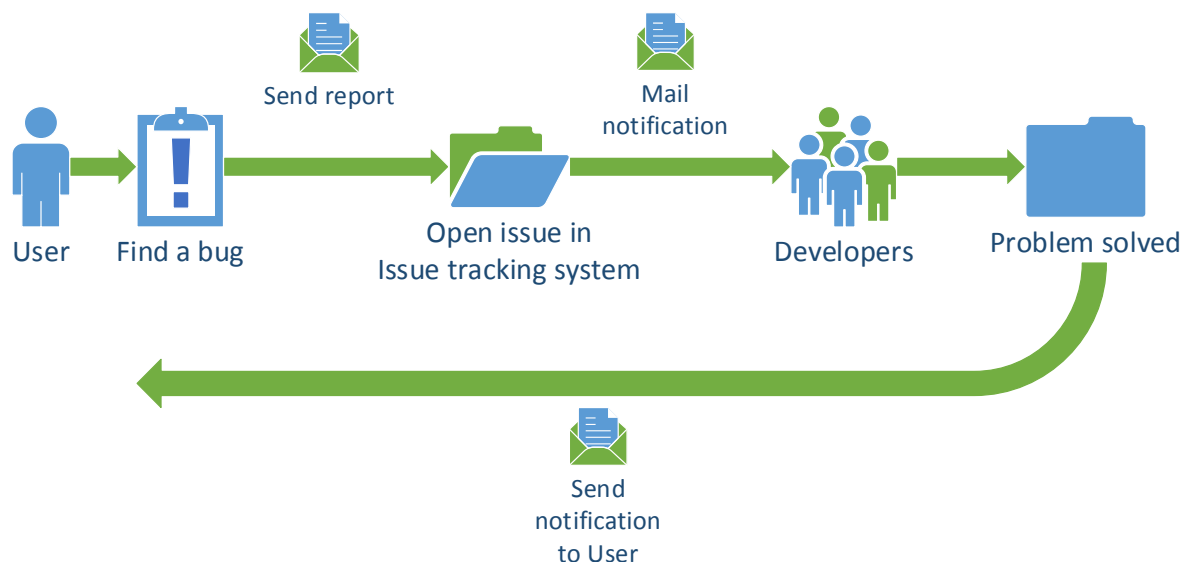 Send report
Mail
notification
User
Find a bug
Open issue in
Issue tracking system
Developers
Problem solved
Send
notification
to User